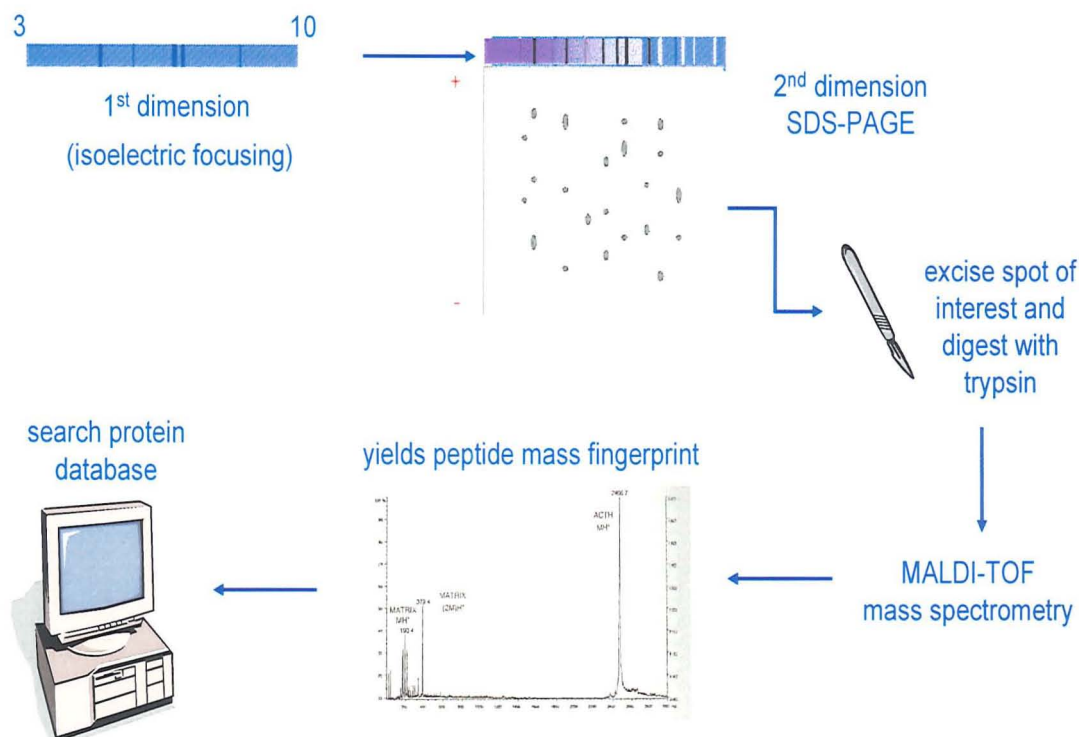 3
10
1st dimension
(isoelectric focusing)
+
-
2nd dimension
SDS-PAGE
excise spot of
interest and
digest with
trypsin
MALDI-TOF
mass spectrometry
yields peptide mass fingerprint
ACTH
MH+
MATRIX
MH+
MATRIX
(2M)H+
search protein
database